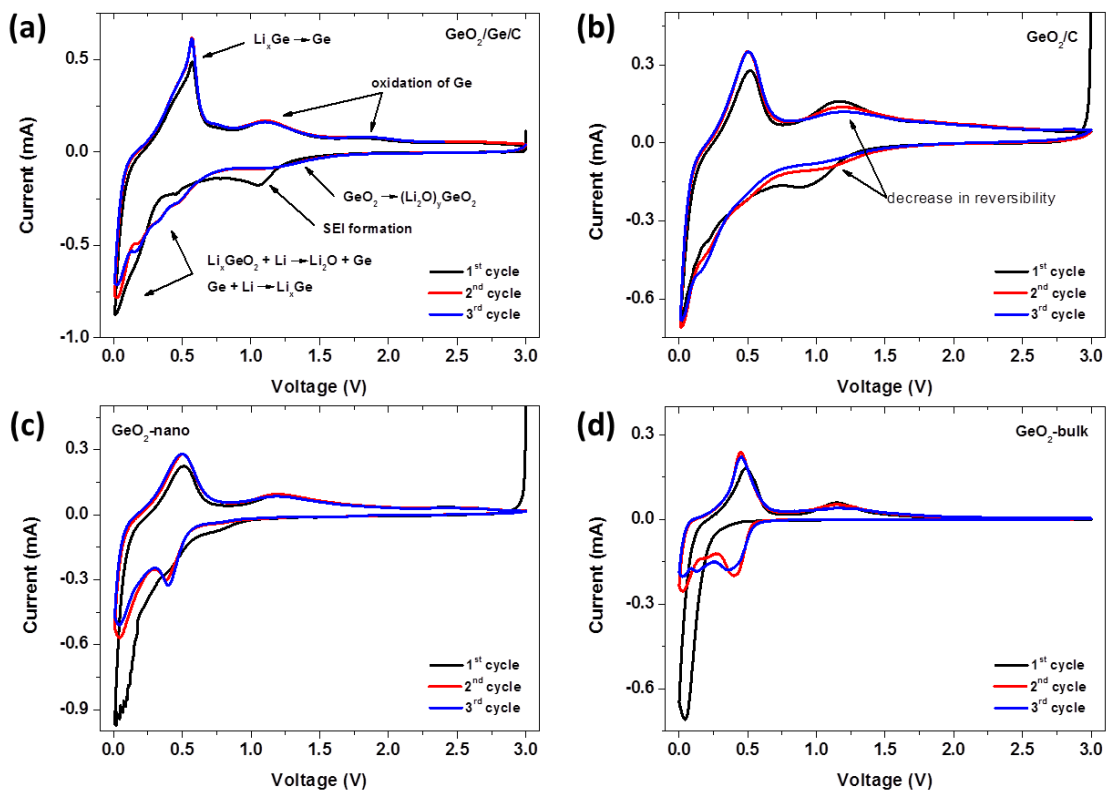 (a)
GeO₂/Ge/C
LiₓGe→Ge
oxidation of Ge
GeO₂→(Li₂O)ᵧGeO₂
SEI formation
LiₓGeO₂ + Li→Li₂O + Ge
Ge + Li→LiₓGe
1ˢᵗ cycle
2ⁿᵈ cycle
3ʳᵈ cycle
Current (mA)
0.5
0.0
-0.5
-1.0
0.0 0.5 1.0 1.5 2.0 2.5 3.0
Voltage (V)
(b)
GeO₂/C
decrease in reversibility
1ˢᵗ cycle
2ⁿᵈ cycle
3ʳᵈ cycle
Current (mA)
0.3
0.0
-0.3
-0.6
0.0 0.5 1.0 1.5 2.0 2.5 3.0
Voltage (V)
(c)
GeO₂-nano
1ˢᵗ cycle
2ⁿᵈ cycle
3ʳᵈ cycle
Current (mA)
0.3
0.0
-0.3
-0.6
-0.9
0.0 0.5 1.0 1.5 2.0 2.5 3.0
Voltage (V)
(d)
GeO₂-bulk
1ˢᵗ cycle
2ⁿᵈ cycle
3ʳᵈ cycle
Current (mA)
0.3
0.0
-0.3
-0.6
0.0 0.5 1.0 1.5 2.0 2.5 3.0
Voltage (V)